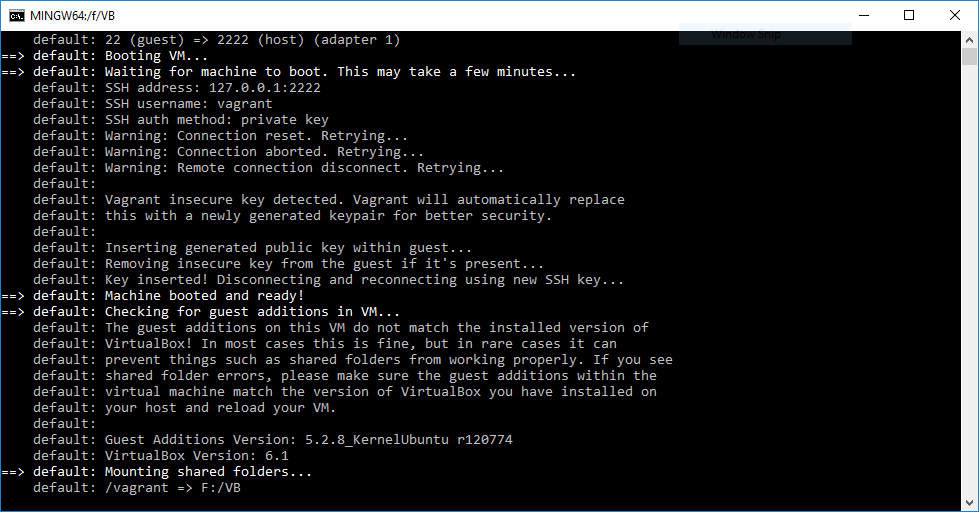 MINGW64:/f/VB
Window Snip
default: 22 (guest) => 2222 (host) (adapter 1)
==> default: Booting VM...
==> default: Waiting for machine to boot. This may take a few minutes...
default: SSH address: 127.0.0.1:2222
default: SSH username: vagrant
default: SSH auth method: private key
default: Warning: Connection reset. Retrying...
default: Warning: Connection aborted. Retrying...
default: Warning: Remote connection disconnect. Retrying...
default:
default: Vagrant insecure key detected. Vagrant will automatically replace
default: this with a newly generated keypair for better security.
default:
default: Inserting generated public key within guest...
default: Removing insecure key from the guest if it's present...
default: Key inserted! Disconnecting and reconnecting using new SSH key...
==> default: Machine booted and ready!
==> default: Checking for guest additions in VM...
default: The guest additions on this VM do not match the installed version of
default: VirtualBox! In most cases this is fine, but in rare cases it can
default: prevent things such as shared folders from working properly. If you see
default: shared folder errors, please make sure the guest additions within the
default: virtual machine match the version of VirtualBox you have installed on
default: your host and reload your VM.
default:
default: Guest Additions Version: 5.2.8_KernelUbuntu r120774
default: VirtualBox Version: 6.1
==> default: Mounting shared folders...
default: /vagrant => F:/VB